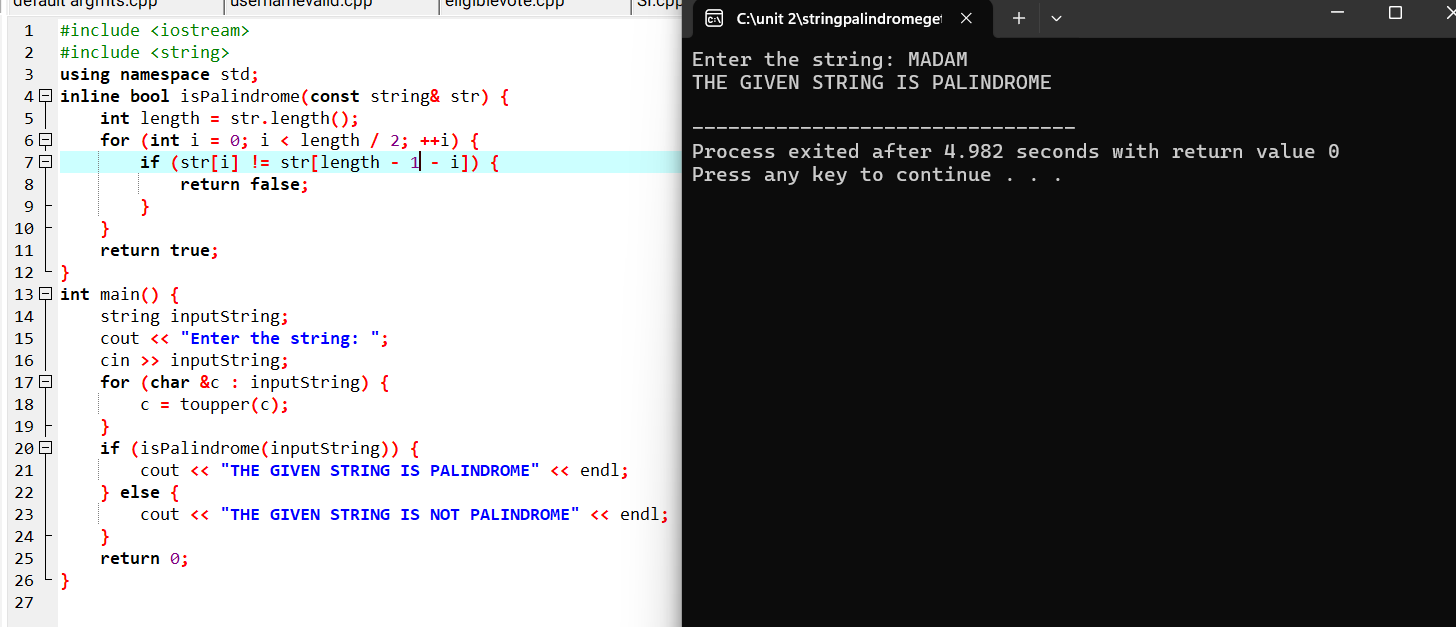 default argmts.cpp usernamevalid.cpp eligiblevote.cpp SI.cpp
1 #include <iostream>
2 #include <string>
3 using namespace std;
4 inline bool isPalindrome(const string& str) {
5 int length = str.length();
6 for (int i = 0; i < length / 2; ++i) {
7 if (str[i] != str[length - 1 - i]) {
8 return false;
9 }
10 }
11 return true;
12 }
13 int main() {
14 string inputString;
15 cout << "Enter the string: ";
16 cin >> inputString;
17 for (char &c : inputString) {
18 c = toupper(c);
19 }
20 if (isPalindrome(inputString)) {
21 cout << "THE GIVEN STRING IS PALINDROME" << endl;
22 } else {
23 cout << "THE GIVEN STRING IS NOT PALINDROME" << endl;
24 }
25 return 0;
26 }
27
C:\unit 2\stringpalindromeget
Enter the string: MADAM
THE GIVEN STRING IS PALINDROME
--------------------------------
Process exited after 4.982 seconds with return value 0
Press any key to continue . . .